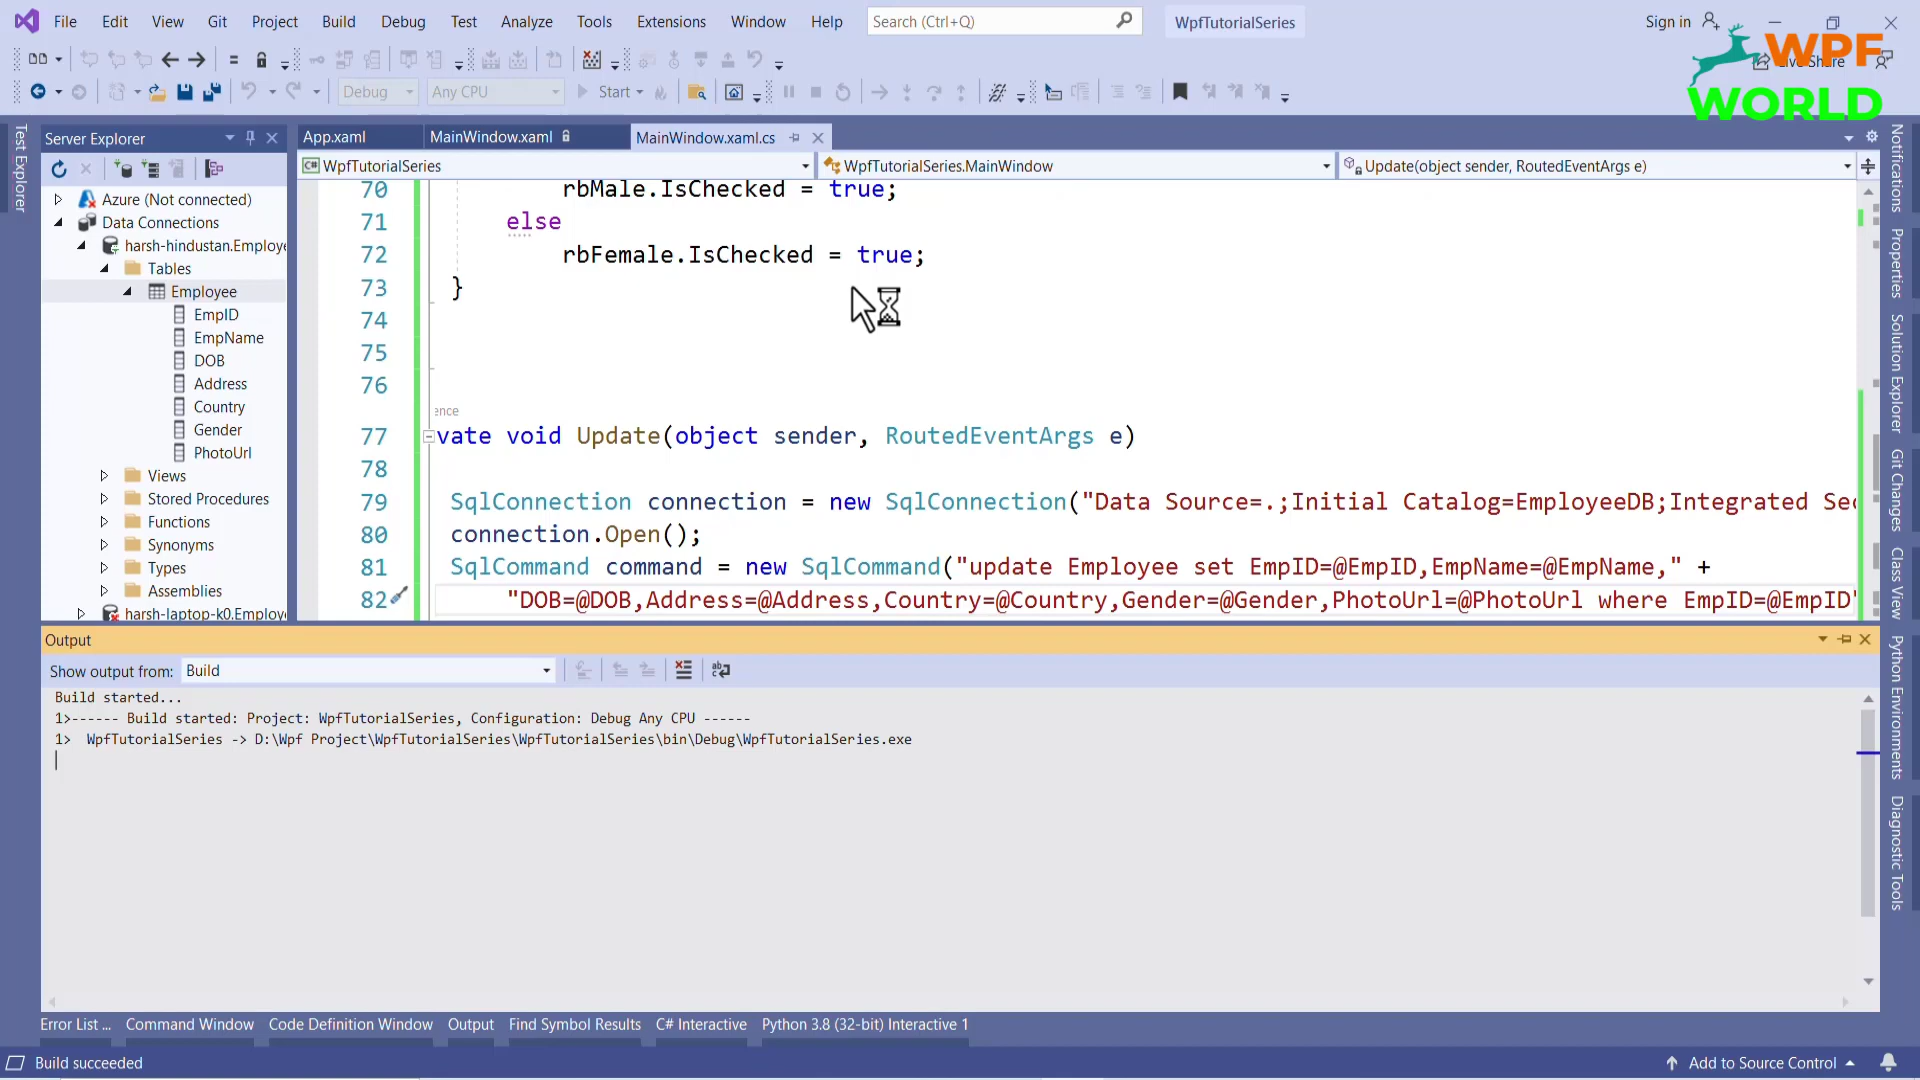 File Edit View Git Project Build Debug Test Analyze Tools Extensions Window Help Search (Ctrl+Q) WpfTutorialSeries Sign in
WPF
Live Share
WORLD
Debug Any CPU Start
Test Explorer
Server Explorer
Azure (Not connected)
Data Connections
harsh-hindustan.Employe
Tables
Employee
EmpID
EmpName
DOB
Address
Country
Gender
PhotoUrl
Views
Stored Procedures
Functions
Synonyms
Types
Assemblies
harsh-laptop-k0.Employe
App.xaml MainWindow.xaml MainWindow.xaml.cs
WpfTutorialSeries WpfTutorialSeries.MainWindow Update(object sender, RoutedEventArgs e)
70 rbMale.IsChecked = true;
71 else
72 rbFemale.IsChecked = true;
73 }
74
75
76
ence
77 vate void Update(object sender, RoutedEventArgs e)
78
79 SqlConnection connection = new SqlConnection("Data Source=.;Initial Catalog=EmployeeDB;Integrated Sec
80 connection.Open();
81 SqlCommand command = new SqlCommand("update Employee set EmpID=@EmpID,EmpName=@EmpName," +
82 "DOB=@DOB,Address=@Address,Country=@Country,Gender=@Gender,PhotoUrl=@PhotoUrl where EmpID=@EmpID"
Notifications
Properties
Solution Explorer
Git Changes
Class View
Python Environments
Diagnostic Tools
Output
Show output from: Build
Build started...
1>------ Build started: Project: WpfTutorialSeries, Configuration: Debug Any CPU ------
1> WpfTutorialSeries -> D:\Wpf Project\WpfTutorialSeries\WpfTutorialSeries\bin\Debug\WpfTutorialSeries.exe
Error List ... Command Window Code Definition Window Output Find Symbol Results C# Interactive Python 3.8 (32-bit) Interactive 1
Build succeeded Add to Source Control